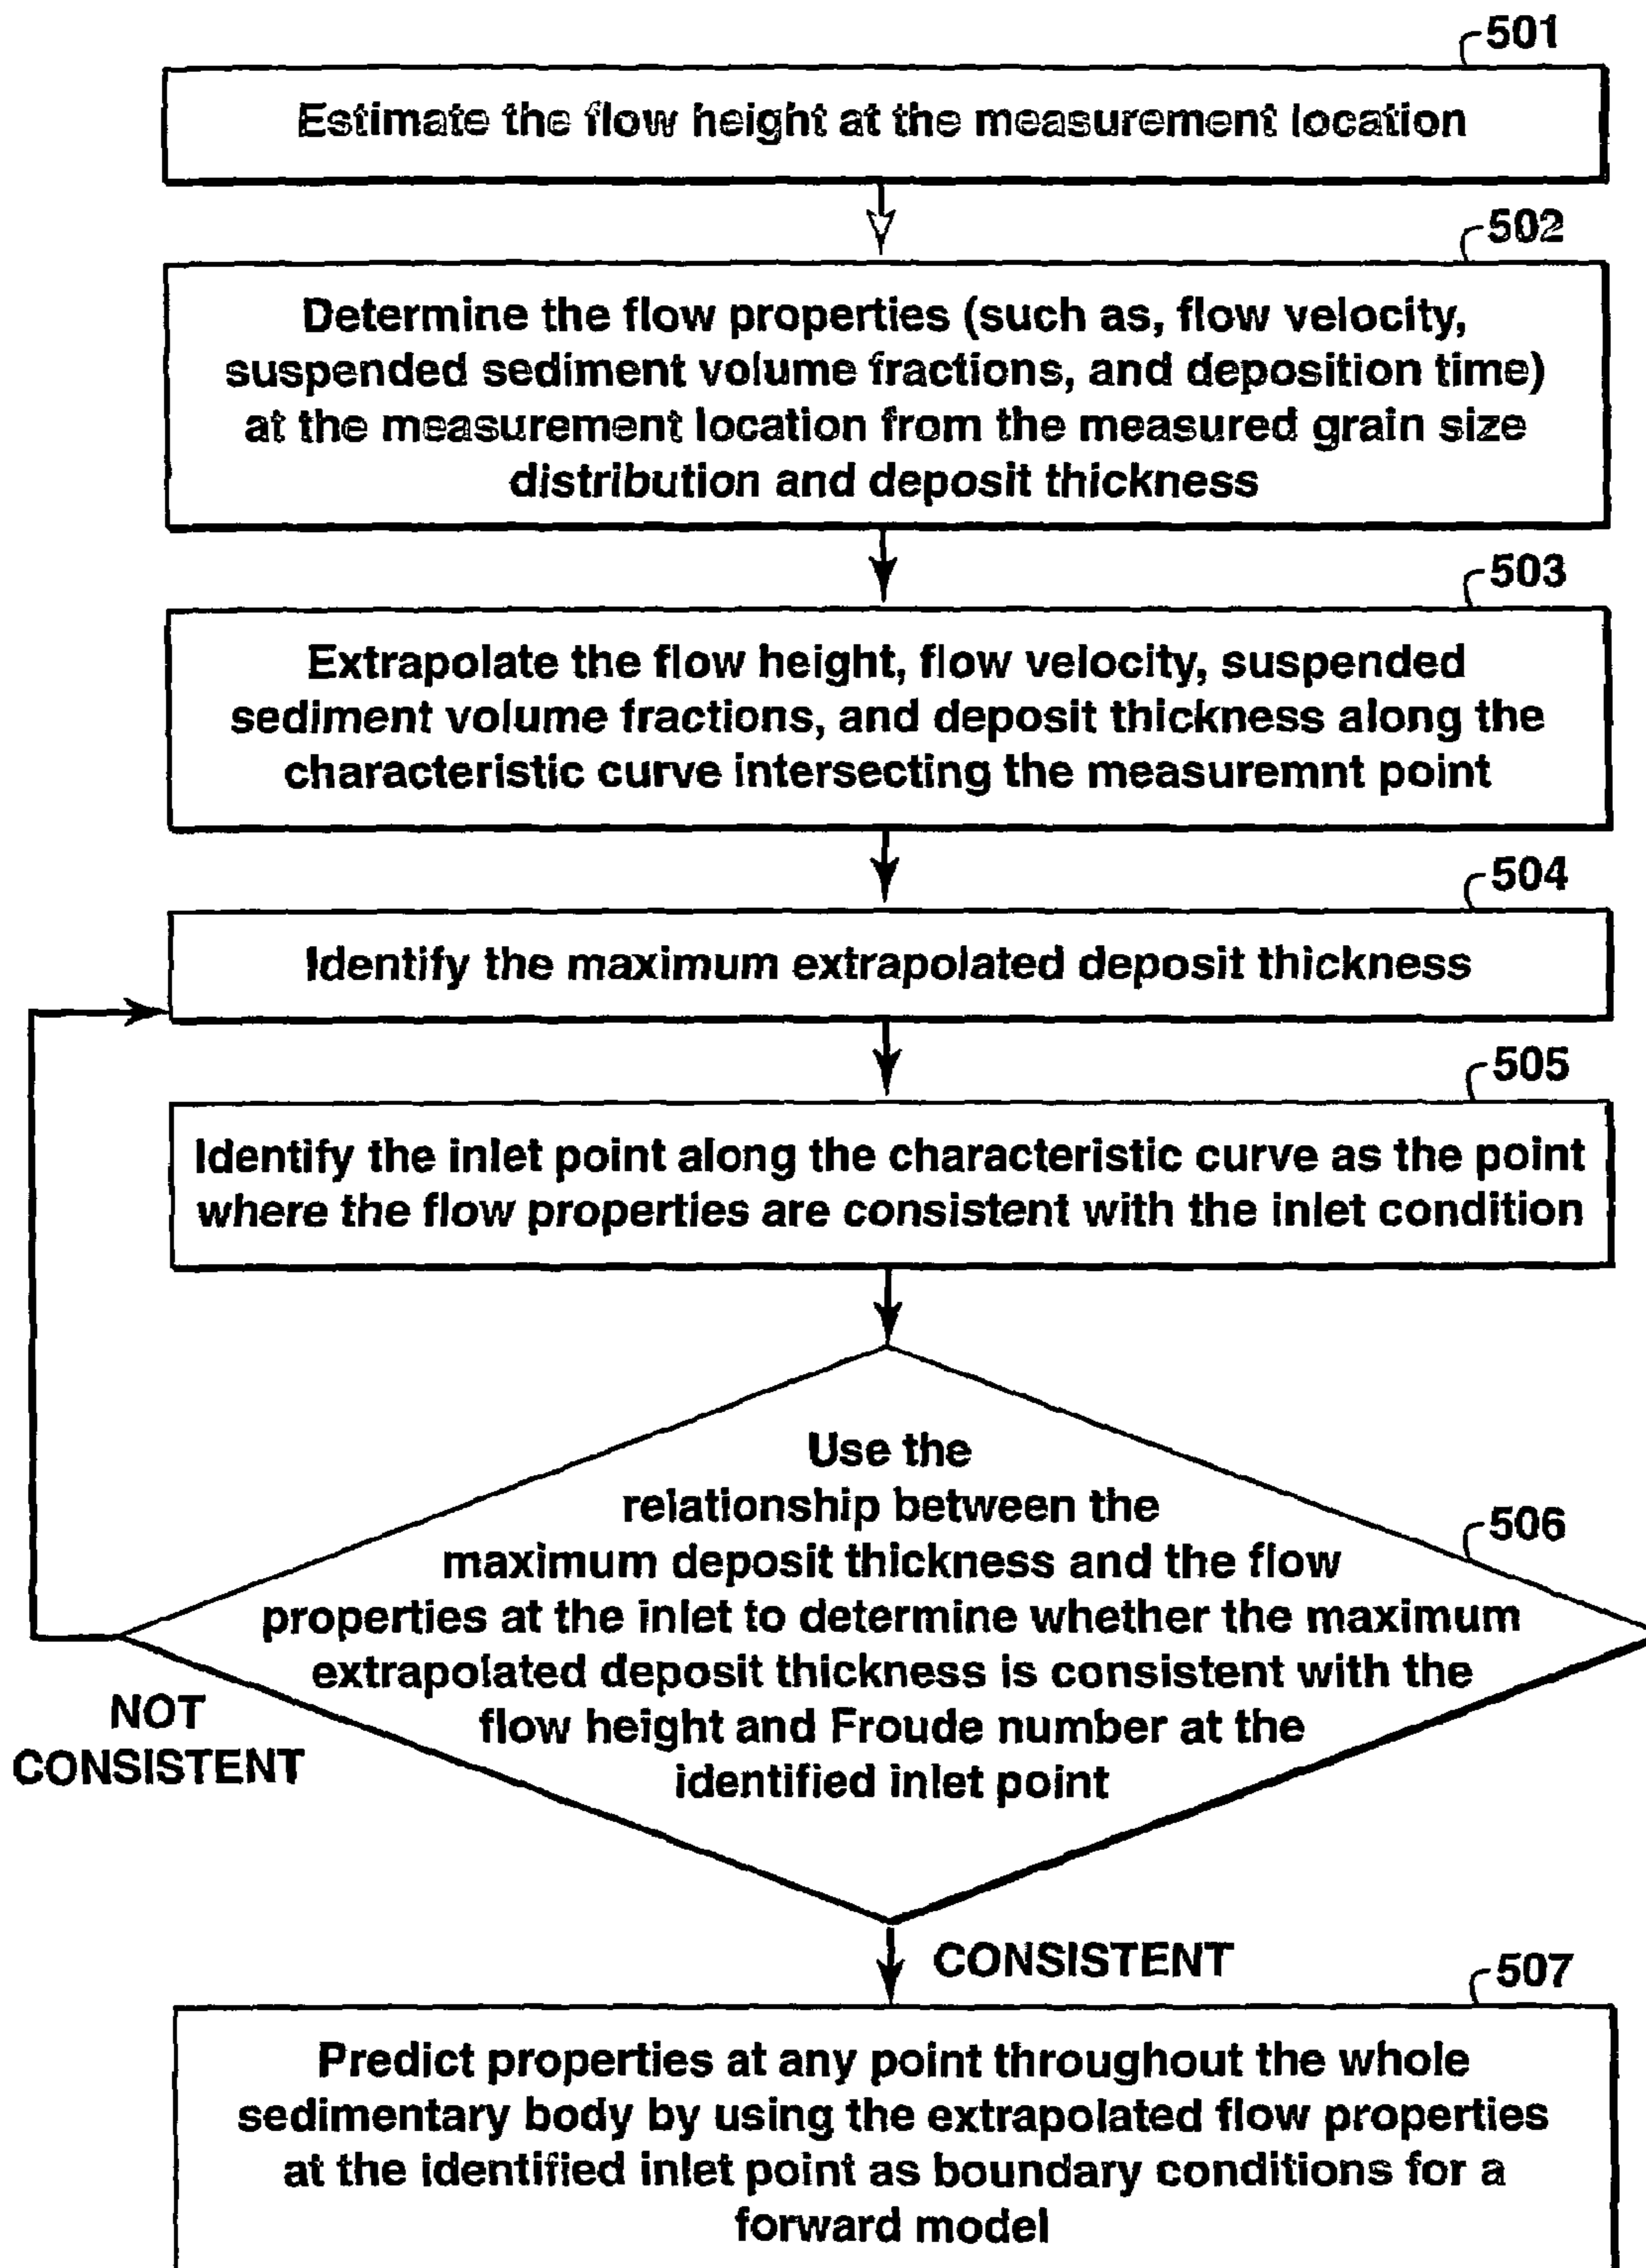 501
Estimate the flow height at the measurement location
502
Determine the flow properties (such as, flow velocity,
suspended sediment volume fractions, and deposition time)
at the measurement location from the measured grain size
distribution and deposit thickness
503
Extrapolate the flow height, flow velocity, suspended
sediment volume fractions, and deposit thickness along the
characteristic curve intersecting the measuremnt point
504
Identify the maximum extrapolated deposit thickness
505
Identify the inlet point along the characteristic curve as the point
where the flow properties are consistent with the inlet condition
506
Use the
relationship between the
maximum deposit thickness and the flow
properties at the inlet to determine whether the maximum
extrapolated deposit thickness is consistent with the
flow height and Froude number at the
identified inlet point
NOT
CONSISTENT
CONSISTENT
507
Predict properties at any point throughout the whole
sedimentary body by using the extrapolated flow properties
at the identified inlet point as boundary conditions for a
forward model